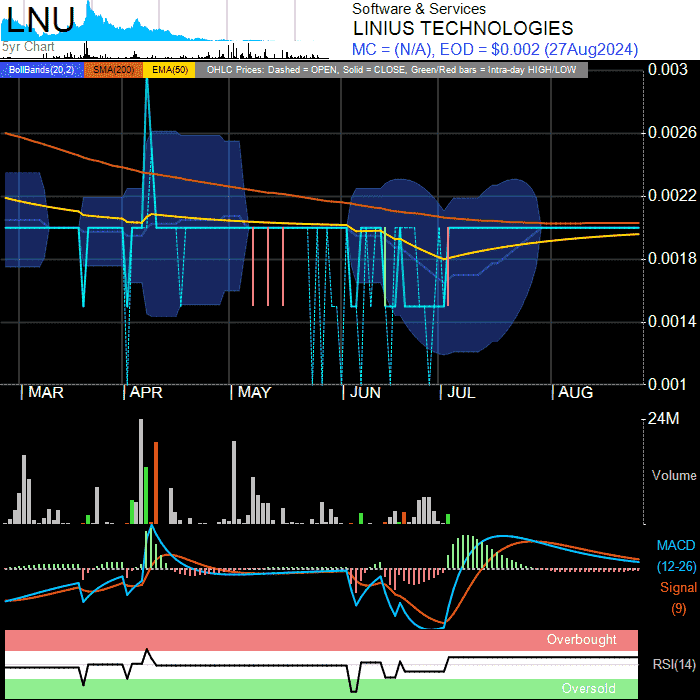 LNU
5yr Chart
Software & Services
LINIUS TECHNOLOGIES
MC = (N/A), EOD = $0.002 (27Aug2024)
BollBands(20,2) SMA(200) EMA(50) OHLC Prices: Dashed = OPEN, Solid = CLOSE, Green/Red bars = Intra-day HIGH/LOW
0.003
0.0026
0.0022
0.0018
0.0014
0.001
MAR APR MAY JUN JUL AUG
24M
Volume
MACD
(12-26)
Signal
(9)
Overbought
RSI(14)
Oversold